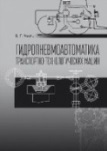 ГИДРОПНЕВМОАВТОМАТИКА
ТРАНСПОРТНО-ТЕХНОЛОГИЧЕСКИХ МАШИН